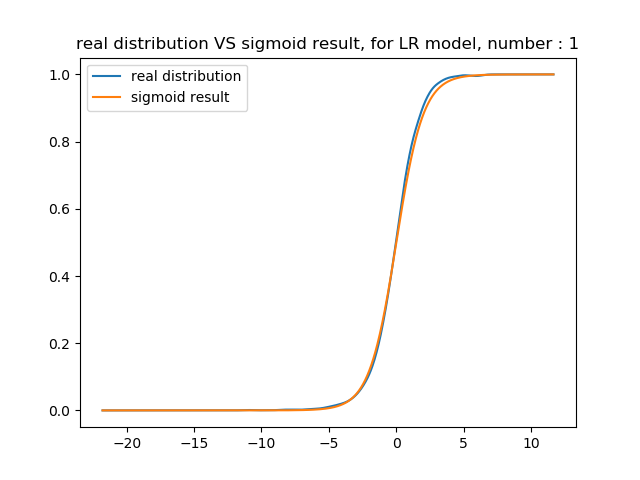 real distribution VS sigmoid result, for LR model, number : 1
real distribution
sigmoid result
1.0
0.8
0.6
0.4
0.2
0.0
−20 −15 −10 −5 0 5 10